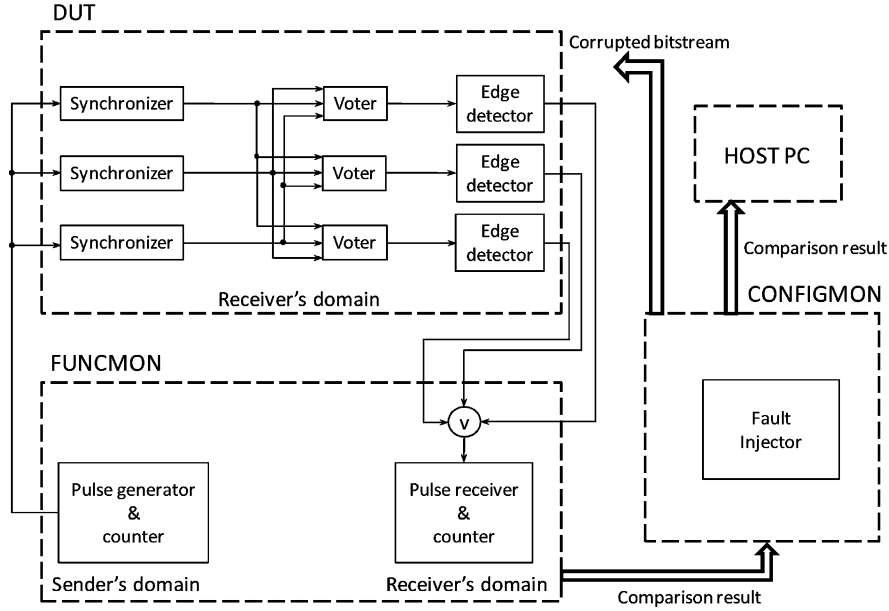 DUT
Corrupted bitstream
Synchronizer
Voter
Edge
detector
Synchronizer
Voter
Edge
detector
Synchronizer
Voter
Edge
detector
Receiver's domain
HOST PC
Comparison result
CONFIGMON
Fault
Injector
FUNCMON
V
Pulse generator
&
counter
Pulse receiver
&
counter
Sender's domain
Receiver's domain
Comparison result